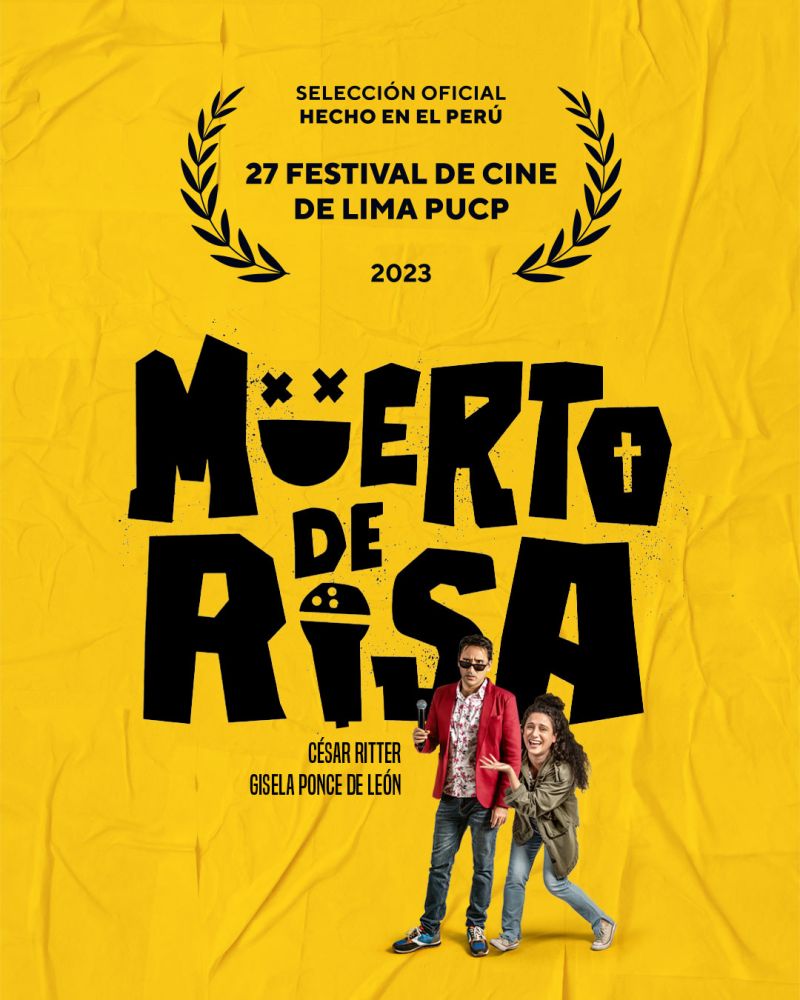 SELECCIÓN OFICIAL
HECHO EN EL PERÚ
27 FESTIVAL DE CINE
DE LIMA PUCP
2023
MUERTO
DE
RISA
CÉSAR RITTER
GISELA PONCE DE LEÓN